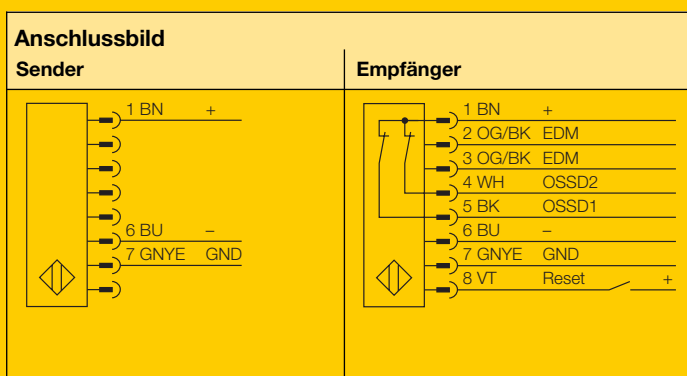 Anschlussbild
Sender
1 BN +
6 BU –
7 GNYE GND
Empfänger
1 BN +
2 OG/BK EDM
3 OG/BK EDM
4 WH OSSD2
5 BK OSSD1
6 BU –
7 GNYE GND
8 VT Reset +